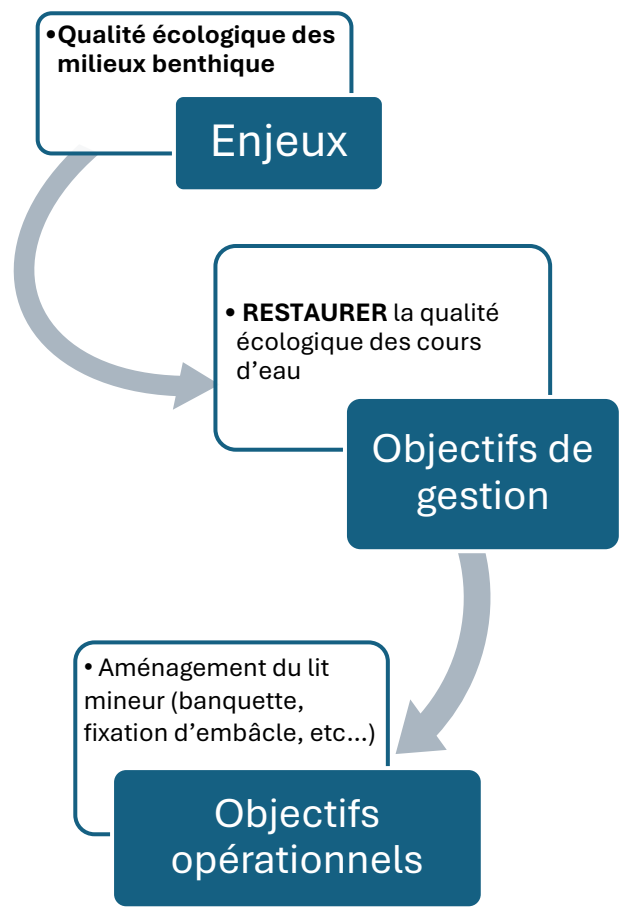 •Qualité écologique des
milieux benthique
Enjeux
• RESTAURER la qualité
écologique des cours
d'eau
Objectifs de
gestion
• Aménagement du lit
mineur (banquette,
fixation d'embâcle, etc...)
Objectifs
opérationnels